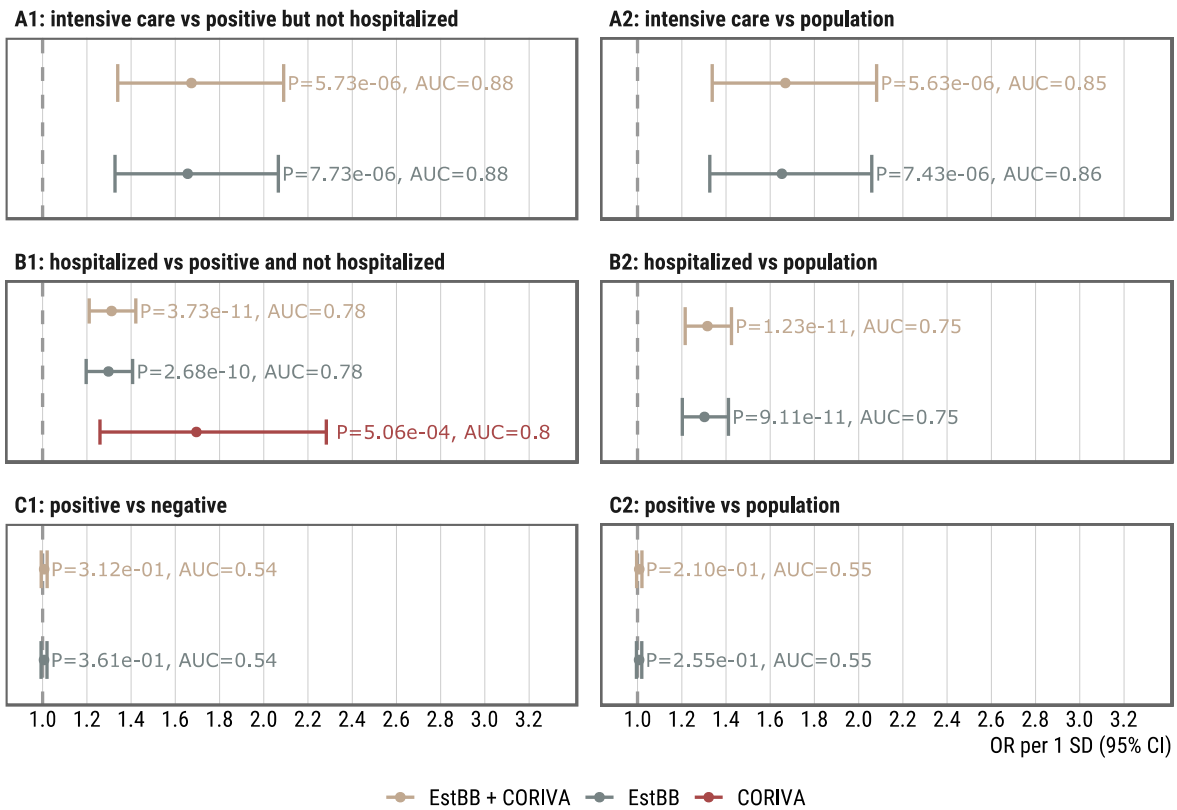 A1: intensive care vs positive but not hospitalized
P=5.73e-06, AUC=0.88
P=7.73e-06, AUC=0.88
A2: intensive care vs population
P=5.63e-06, AUC=0.85
P=7.43e-06, AUC=0.86
B1: hospitalized vs positive and not hospitalized
P=3.73e-11, AUC=0.78
P=2.68e-10, AUC=0.78
P=5.06e-04, AUC=0.8
B2: hospitalized vs population
P=1.23e-11, AUC=0.75
P=9.11e-11, AUC=0.75
C1: positive vs negative
P=3.12e-01, AUC=0.54
P=3.61e-01, AUC=0.54
1.0 1.2 1.4 1.6 1.8 2.0 2.2 2.4 2.6 2.8 3.0 3.2
C2: positive vs population
P=2.10e-01, AUC=0.55
P=2.55e-01, AUC=0.55
1.0 1.2 1.4 1.6 1.8 2.0 2.2 2.4 2.6 2.8 3.0 3.2
OR per 1 SD (95% CI)
EstBB + CORIVA EstBB CORIVA